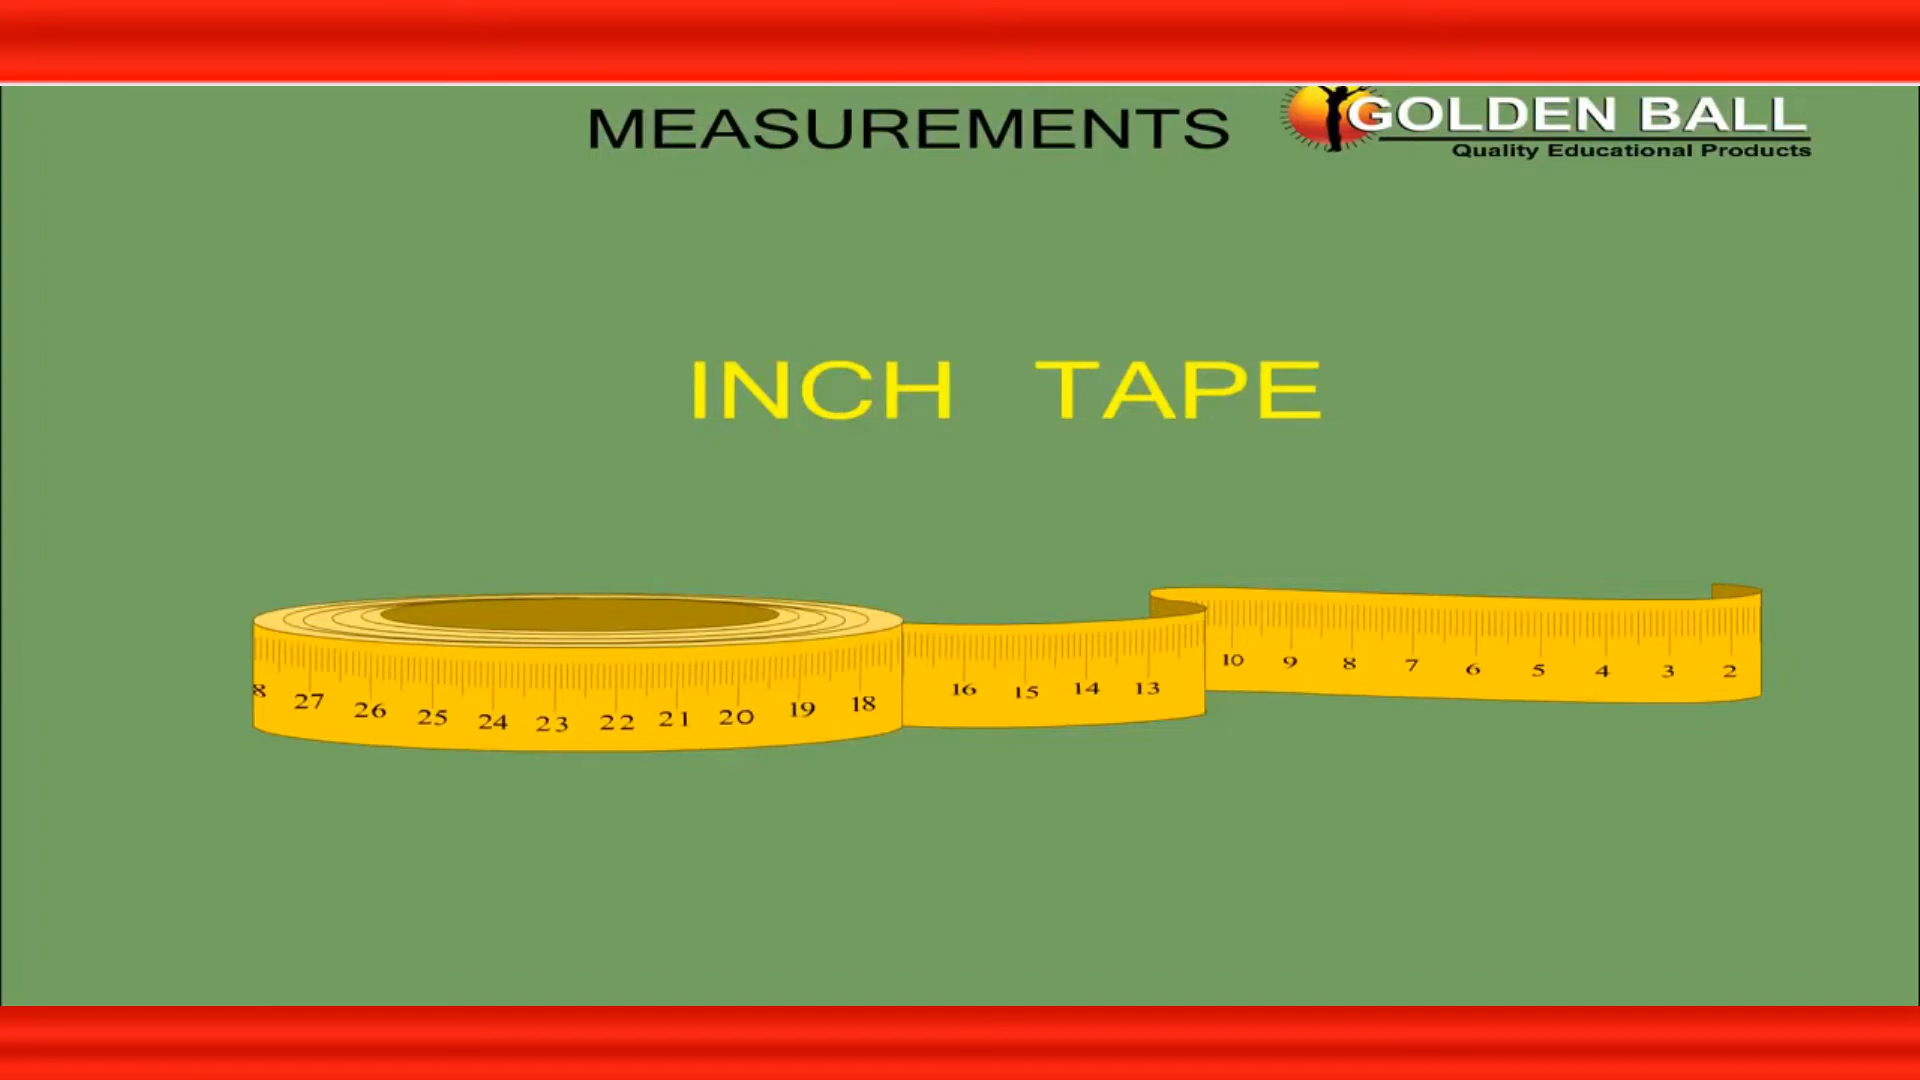 MEASUREMENTS
GOLDEN BALL
Quality Educational Products
INCH TAPE
8 27 26 25 24 23 22 21 20 19 18 16 15 14 13 10 9 8 7 6 5 4 3 2